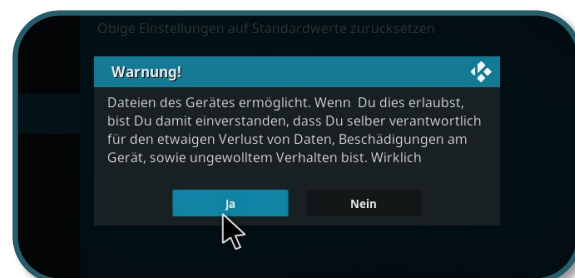 Obige Einstellungen auf Standardwerte zurücksetzen
Warnung!
Dateien des Gerätes ermöglicht. Wenn Du dies erlaubst,
bist Du damit einverstanden, dass Du selber verantwortlich
für den etwaigen Verlust von Daten, Beschädigungen am
Gerät, sowie ungewolltem Verhalten bist. Wirklich
Ja
Nein